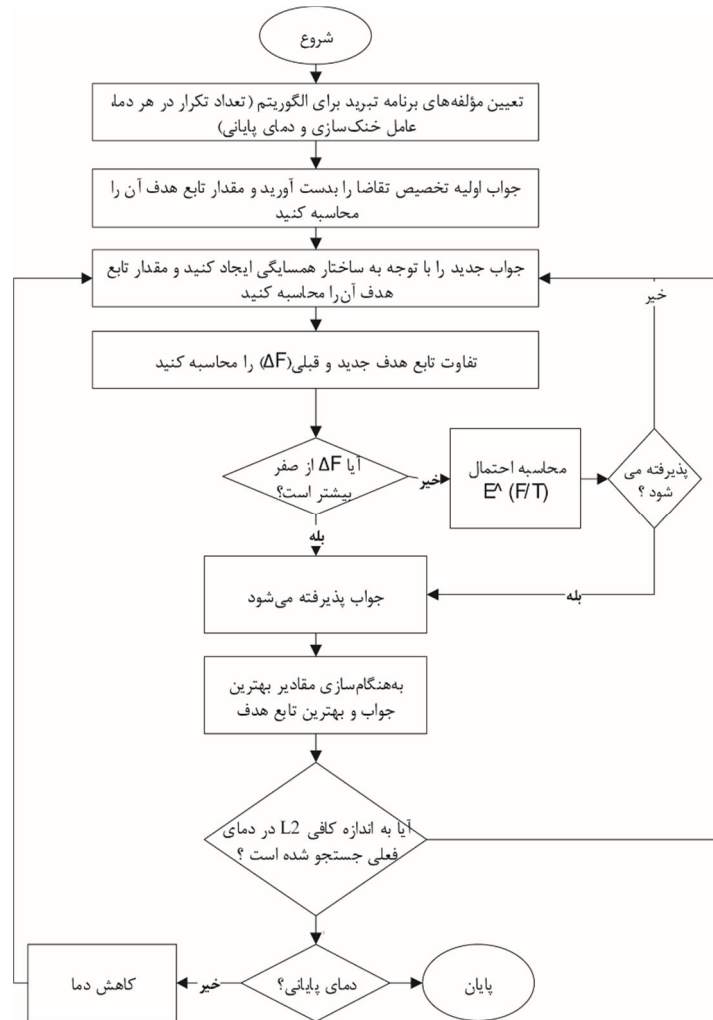 شروع
تعیین مؤلفه‌های برنامه تبرید برای الگوریتم (تعداد تکرار در هر دما،
عامل خنک‌سازی و دمای پایانی)
جواب اولیه تخصیص تقاضا را بدست آورید و مقدار تابع هدف آن را
محاسبه کنید
جواب جدید را با توجه به ساختار همسایگی ایجاد کنید و مقدار تابع
هدف آن‌را محاسبه کنید
خیر
تفاوت تابع هدف جدید و قبلی(ΔF) را محاسبه کنید
آیا ΔF از صفر
بیشتر است؟
خیر
محاسبه احتمال
E^ (F/T)
پذیرفته می
شود ؟
بله
بله
جواب پذیرفته می‌شود
به‌هنگام‌سازی مقادیر بهترین
جواب و بهترین تابع هدف
آیا به اندازه کافی L2 در دمای
فعلی جستجو شده است ؟
دمای پایانی؟
خیر
کاهش دما
پایان